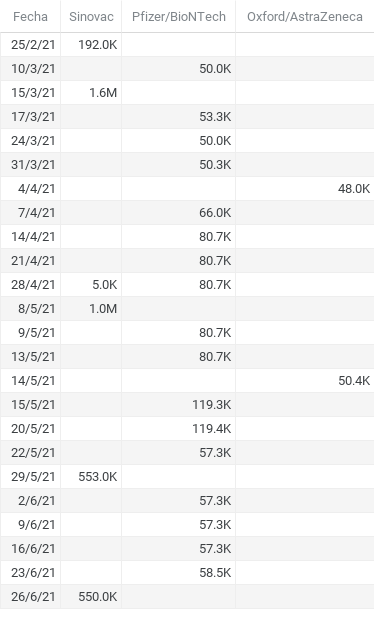 Fecha Sinovac Pfizer/BioNTech Oxford/AstraZeneca
25/2/21 192.0K
10/3/21 50.0K
15/3/21 1.6M
17/3/21 53.3K
24/3/21 50.0K
31/3/21 50.3K
4/4/21 48.0K
7/4/21 66.0K
14/4/21 80.7K
21/4/21 80.7K
28/4/21 5.0K 80.7K
8/5/21 1.0M
9/5/21 80.7K
13/5/21 80.7K
14/5/21 50.4K
15/5/21 119.3K
20/5/21 119.4K
22/5/21 57.3K
29/5/21 553.0K
2/6/21 57.3K
9/6/21 57.3K
16/6/21 57.3K
23/6/21 58.5K
26/6/21 550.0K